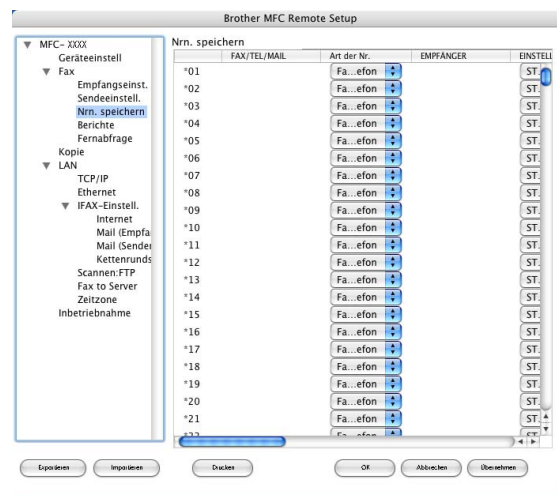 Brother MFC Remote Setup
MFC- XXXX
Geräteeinstell
Fax
Empfangseinst.
Sendeeinstell.
Nrn. speichern
Berichte
Fernabfrage
Kopie
LAN
TCP/IP
Ethernet
IFAX-Einstell.
Internet
Mail (Empfa
Mail (Sender
Kettenrunds
Scannen:FTP
Fax to Server
Zeitzone
Inbetriebnahme
Nrn. speichern
FAX/TEL/MAIL Art der Nr. EMPFÄNGER EINSTELL
*01 Fa...efon ST.
*02 Fa...efon ST.
*03 Fa...efon ST.
*04 Fa...efon ST.
*05 Fa...efon ST.
*06 Fa...efon ST.
*07 Fa...efon ST.
*08 Fa...efon ST.
*09 Fa...efon ST.
*10 Fa...efon ST.
*11 Fa...efon ST.
*12 Fa...efon ST.
*13 Fa...efon ST.
*14 Fa...efon ST.
*15 Fa...efon ST.
*16 Fa...efon ST.
*17 Fa...efon ST.
*18 Fa...efon ST.
*19 Fa...efon ST.
*20 Fa...efon ST.
*21 Fa...efon ST.
Exportieren Importieren Drucken OK Abbrechen Übernehmen